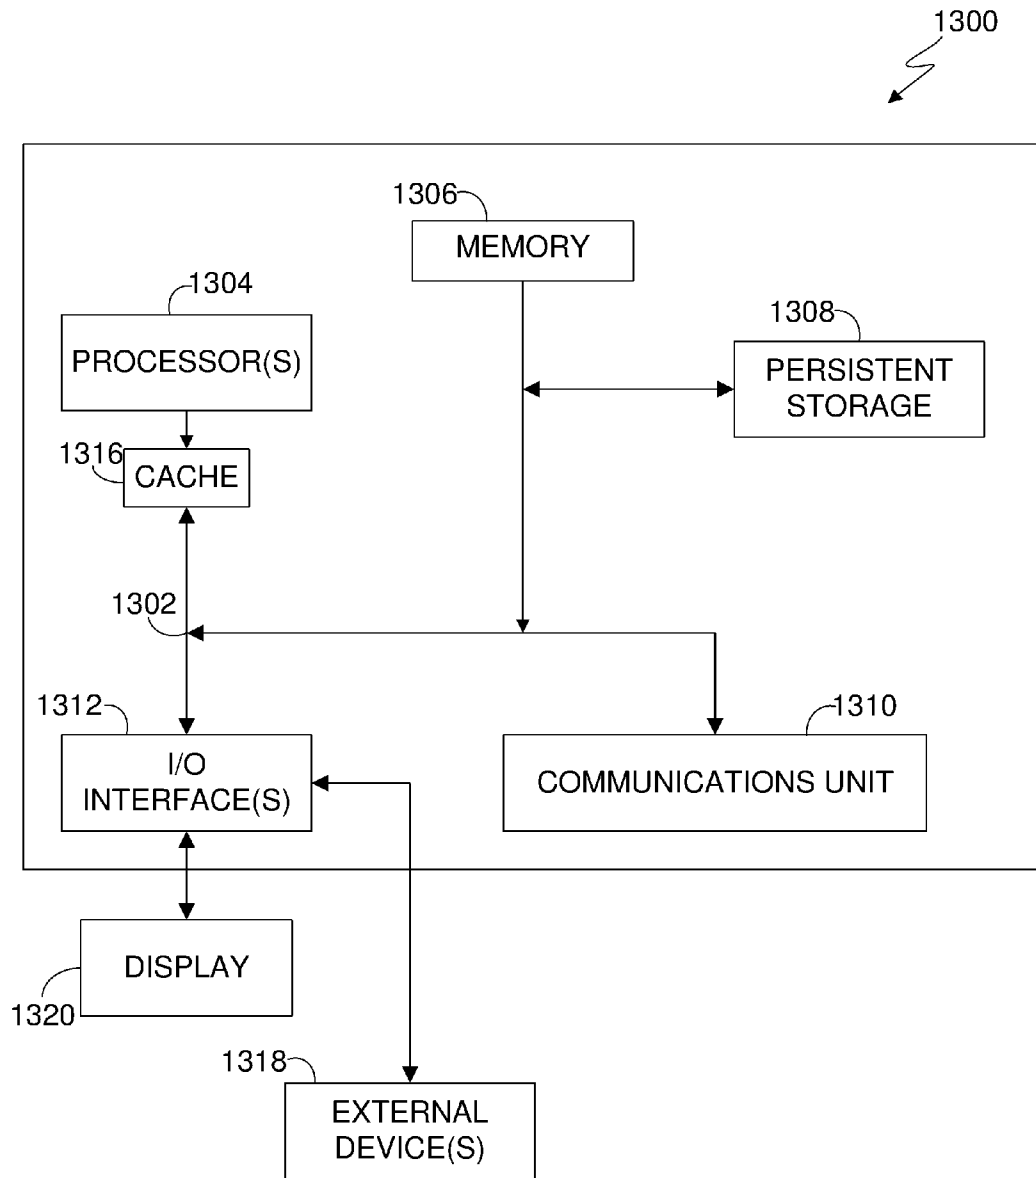 1300
1306
MEMORY
1304
PROCESSOR(S)
1308
PERSISTENT
STORAGE
1316
CACHE
1302
1312
I/O
INTERFACE(S)
1310
COMMUNICATIONS UNIT
DISPLAY
1320
1318
EXTERNAL
DEVICE(S)